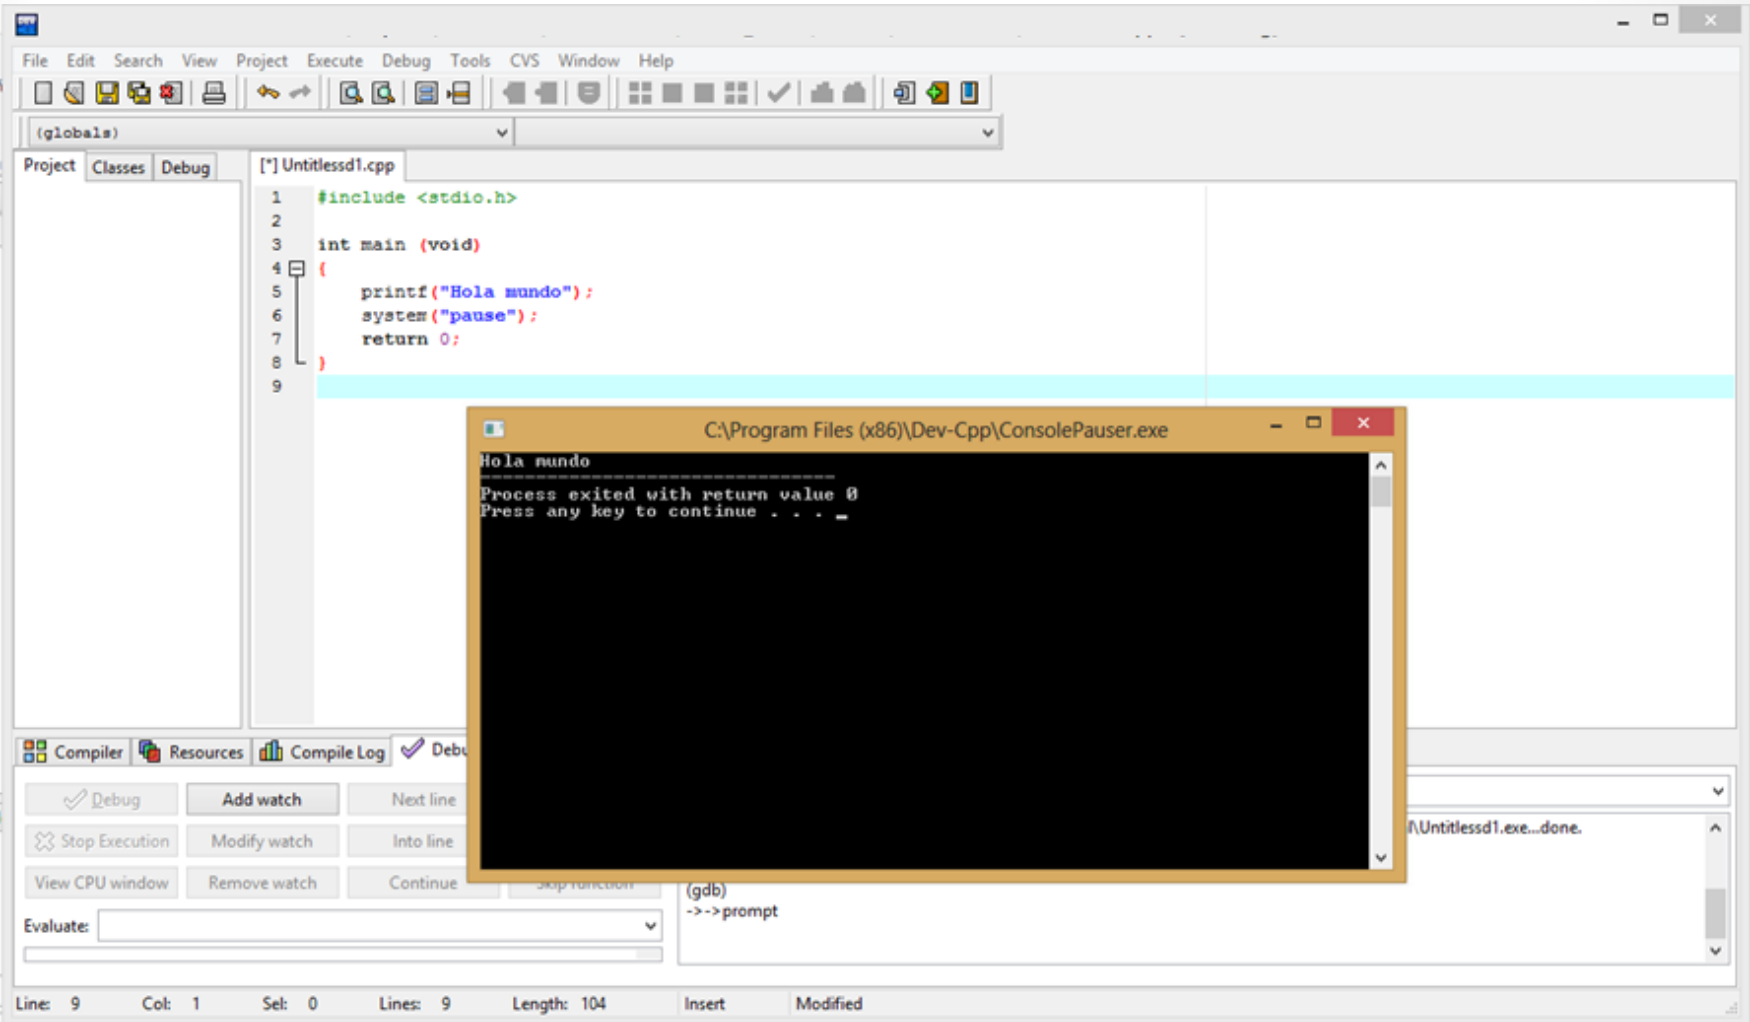 File Edit Search View Project Execute Debug Tools CVS Window Help
(globals)
Project Classes Debug
[*] Untitlessd1.cpp
1 #include <stdio.h>
2
3 int main (void)
4 {
5 printf("Hola mundo");
6 system("pause");
7 return 0;
8 }
9
C:\Program Files (x86)\Dev-Cpp\ConsolePauser.exe
Hola mundo
--------------------------------
Process exited with return value 0
Press any key to continue . . . _
Compiler Resources Compile Log
Debug Add watch Next line
Stop Execution Modify watch Into line
View CPU window Remove watch Continue Skip function
Evaluate:
\Untitlessd1.exe...done.
(gdb)
->->prompt
Line: 9 Col: 1 Sel: 0 Lines: 9 Length: 104 Insert Modified